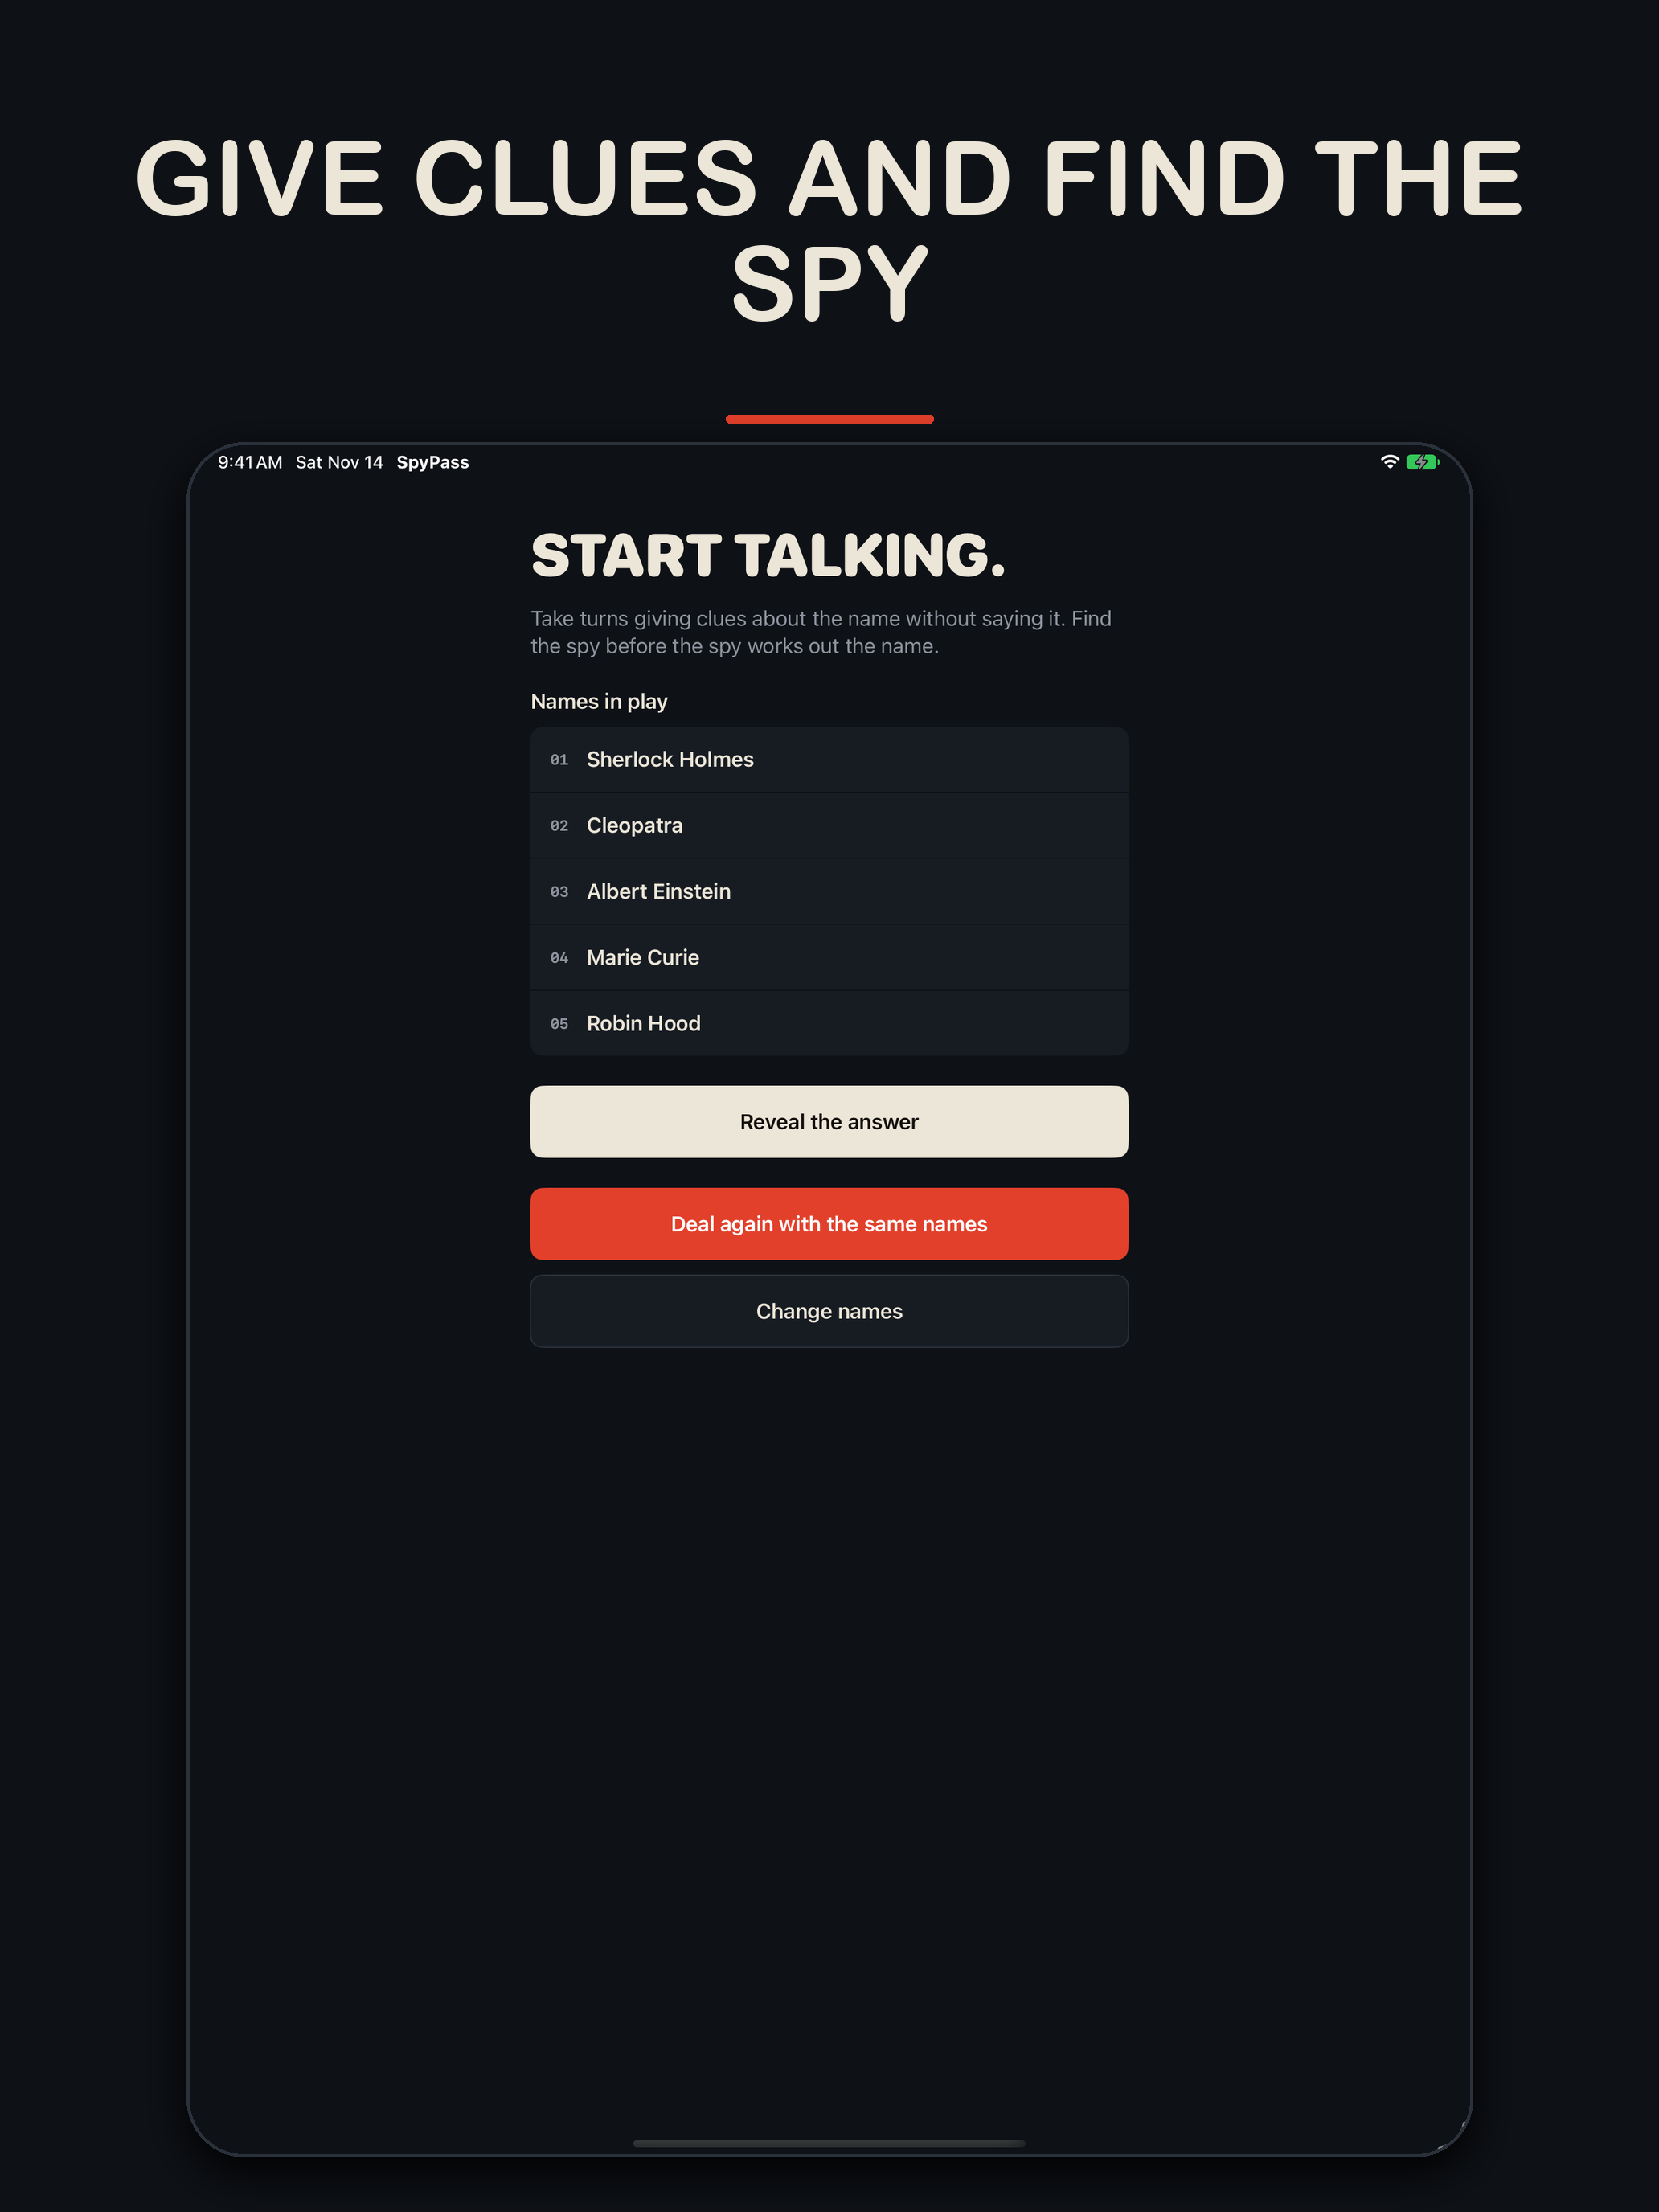 GIVE CLUES AND FIND THE
SPY
9:41 AM Sat Nov 14 SpyPass
START TALKING.
Take turns giving clues about the name without saying it. Find
the spy before the spy works out the name.
Names in play
01 Sherlock Holmes
02 Cleopatra
03 Albert Einstein
04 Marie Curie
05 Robin Hood
Reveal the answer
Deal again with the same names
Change names